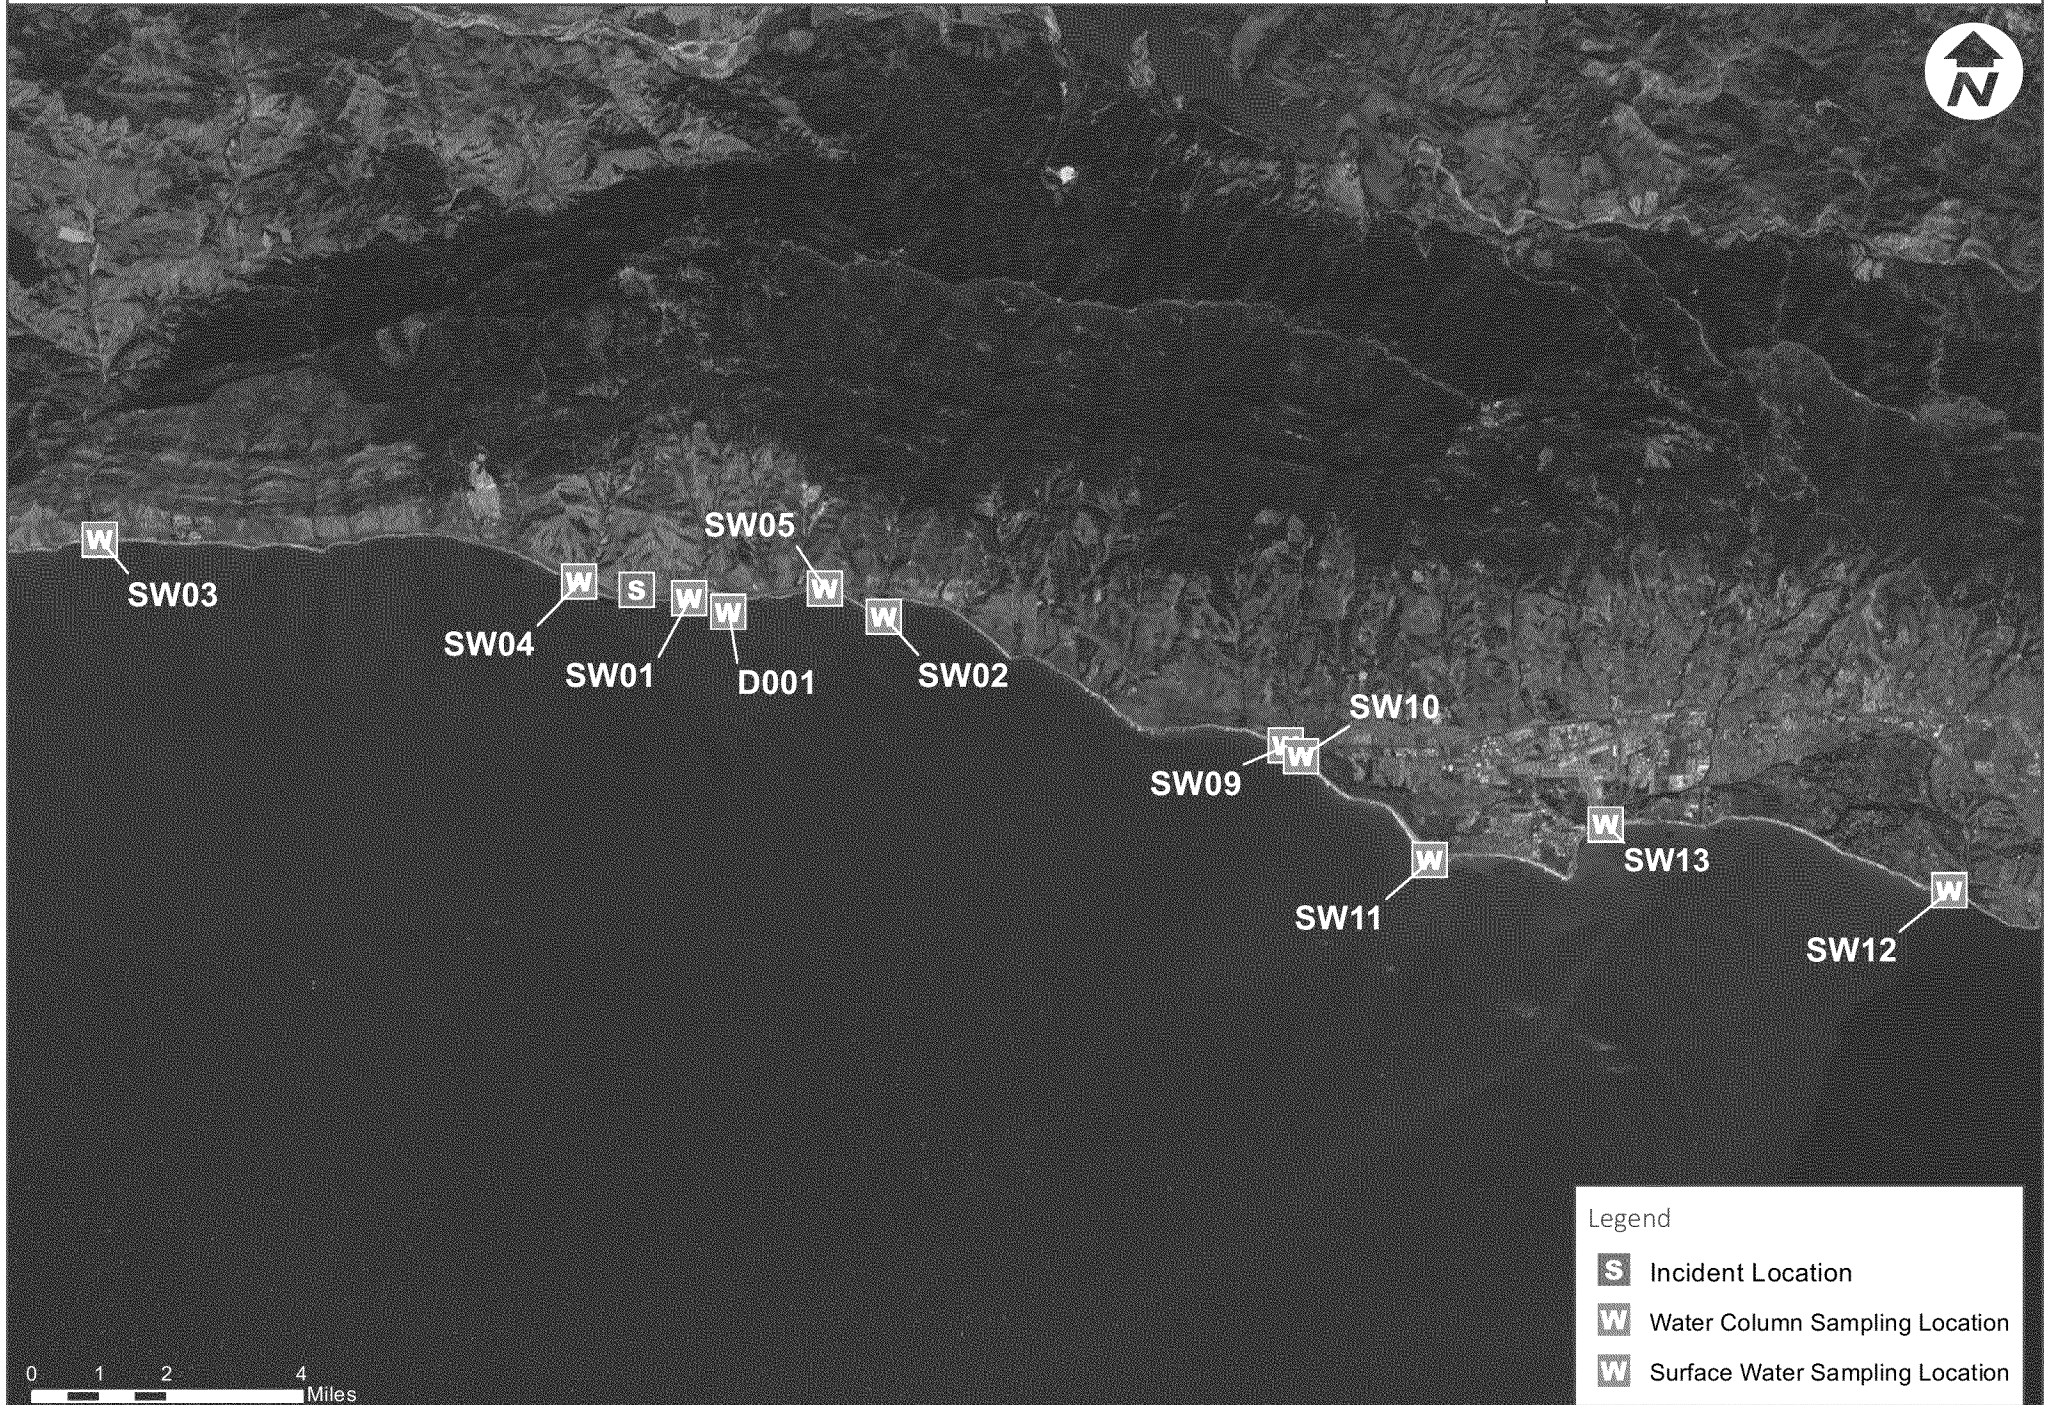 N
SW05
W
SW03
W
S
W
W
W
W
SW04
SW01
D001
SW02
SW10
W
W
SW09
W
SW13
W
SW11
W
SW12
Legend
S Incident Location
W Water Column Sampling Location
W Surface Water Sampling Location
0 1 2 4
Miles